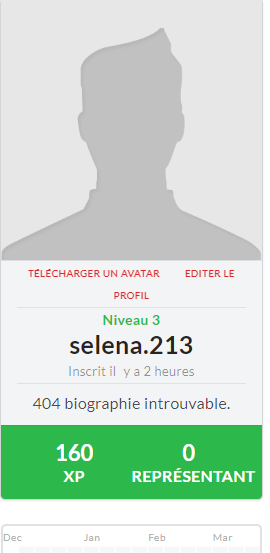 TÉLÉCHARGER UN AVATAR EDITER LE
PROFIL
Niveau 3
selena.213
Inscrit il y a 2 heures
404 biographie introuvable.
160 0
XP REPRÉSENTANT
Dec Jan Feb Mar